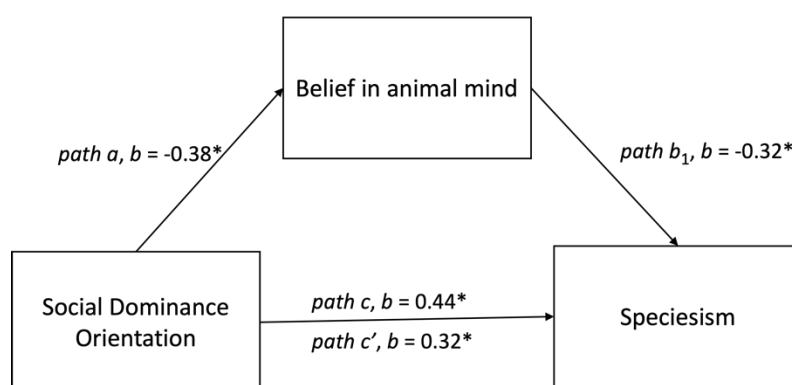 Belief in animal mind
path a, b = -0.38*
path b₁, b = -0.32*
Social Dominance
Orientation
path c, b = 0.44*
path c', b = 0.32*
Speciesism